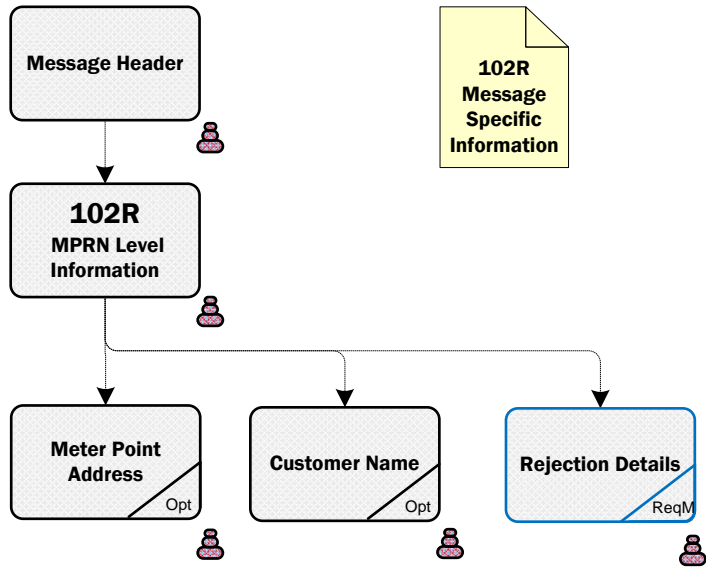 Message Header
102R
Message
Specific
Information
102R
MPRN Level
Information
Meter Point
Address
Opt
Customer Name
Opt
Rejection Details
ReqM